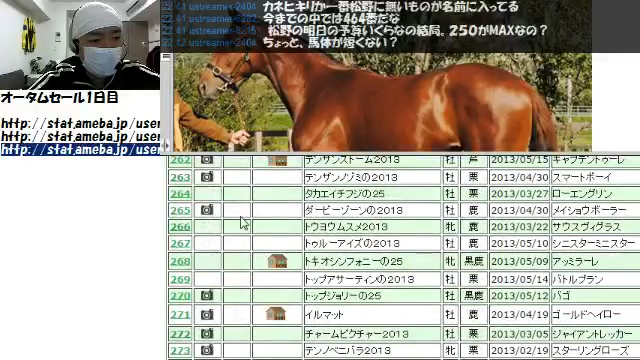 41 ustreamer-2404 カネヒキリか一番松野に無いものが名前に入ってる
今までの中では464番だな
松野の明日の予算いくらなの結局。250がMAXなの？
42 ustreamer-2404 ちょっと、馬体が短くない？
オータムセール1日目
http://stat.ameba.jp/user
http://stat.ameba.jp/user
http://stat.ameba.jp/user
262 テンザンストーム2013 牡 芦 2013/05/15 キャプテントゥーレ
263 テンザンノゾミ2013 牡 栗 2013/04/30 スマートボーイ
264 タカエイチフジの25 牡 栗 2013/03/27 ローエングリン
265 ダービーゾーンの2013 牡 鹿 2013/04/30 メイショウボーラー
266 トウヨウムスメ2013 牝 鹿 2013/03/22 サウスヴィグラス
267 トゥルーアイズの2013 牡 鹿 2013/05/10 シニスターミニスター
268 トキオシンフォニーの25 牝 黒鹿 2013/05/09 アッミラーレ
269 トップアサーティンの2013 牡 栗 2013/05/14 バトルプラン
270 トップジョリーの25 牡 黒鹿 2013/05/12 バゴ
271 イルマット 牡 鹿 2013/04/19 ゴールドヘイロー
272 チャームピクチャー2013 牡 栗 2013/05/19 ジャイアントレッカー
273 テンノベニバラ2013 牡 栗 2013/03/02 スターリングローズ